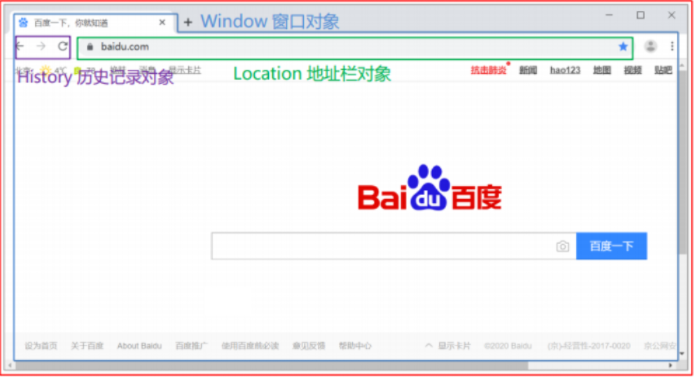 百度一下，你就知道 × + Window 窗口对象
baidu.com
History 历史记录对象 Location 地址栏对象
显示卡片 抗击肺炎 新闻 hao123 地图 视频 贴吧
Bai du 百度
百度一下
设为首页 关于百度 About Baidu 百度推广 使用百度前必读 意见反馈 帮助中心 显示卡片 ©2020 Baidu (京)-经营性-2017-0020 京公网安